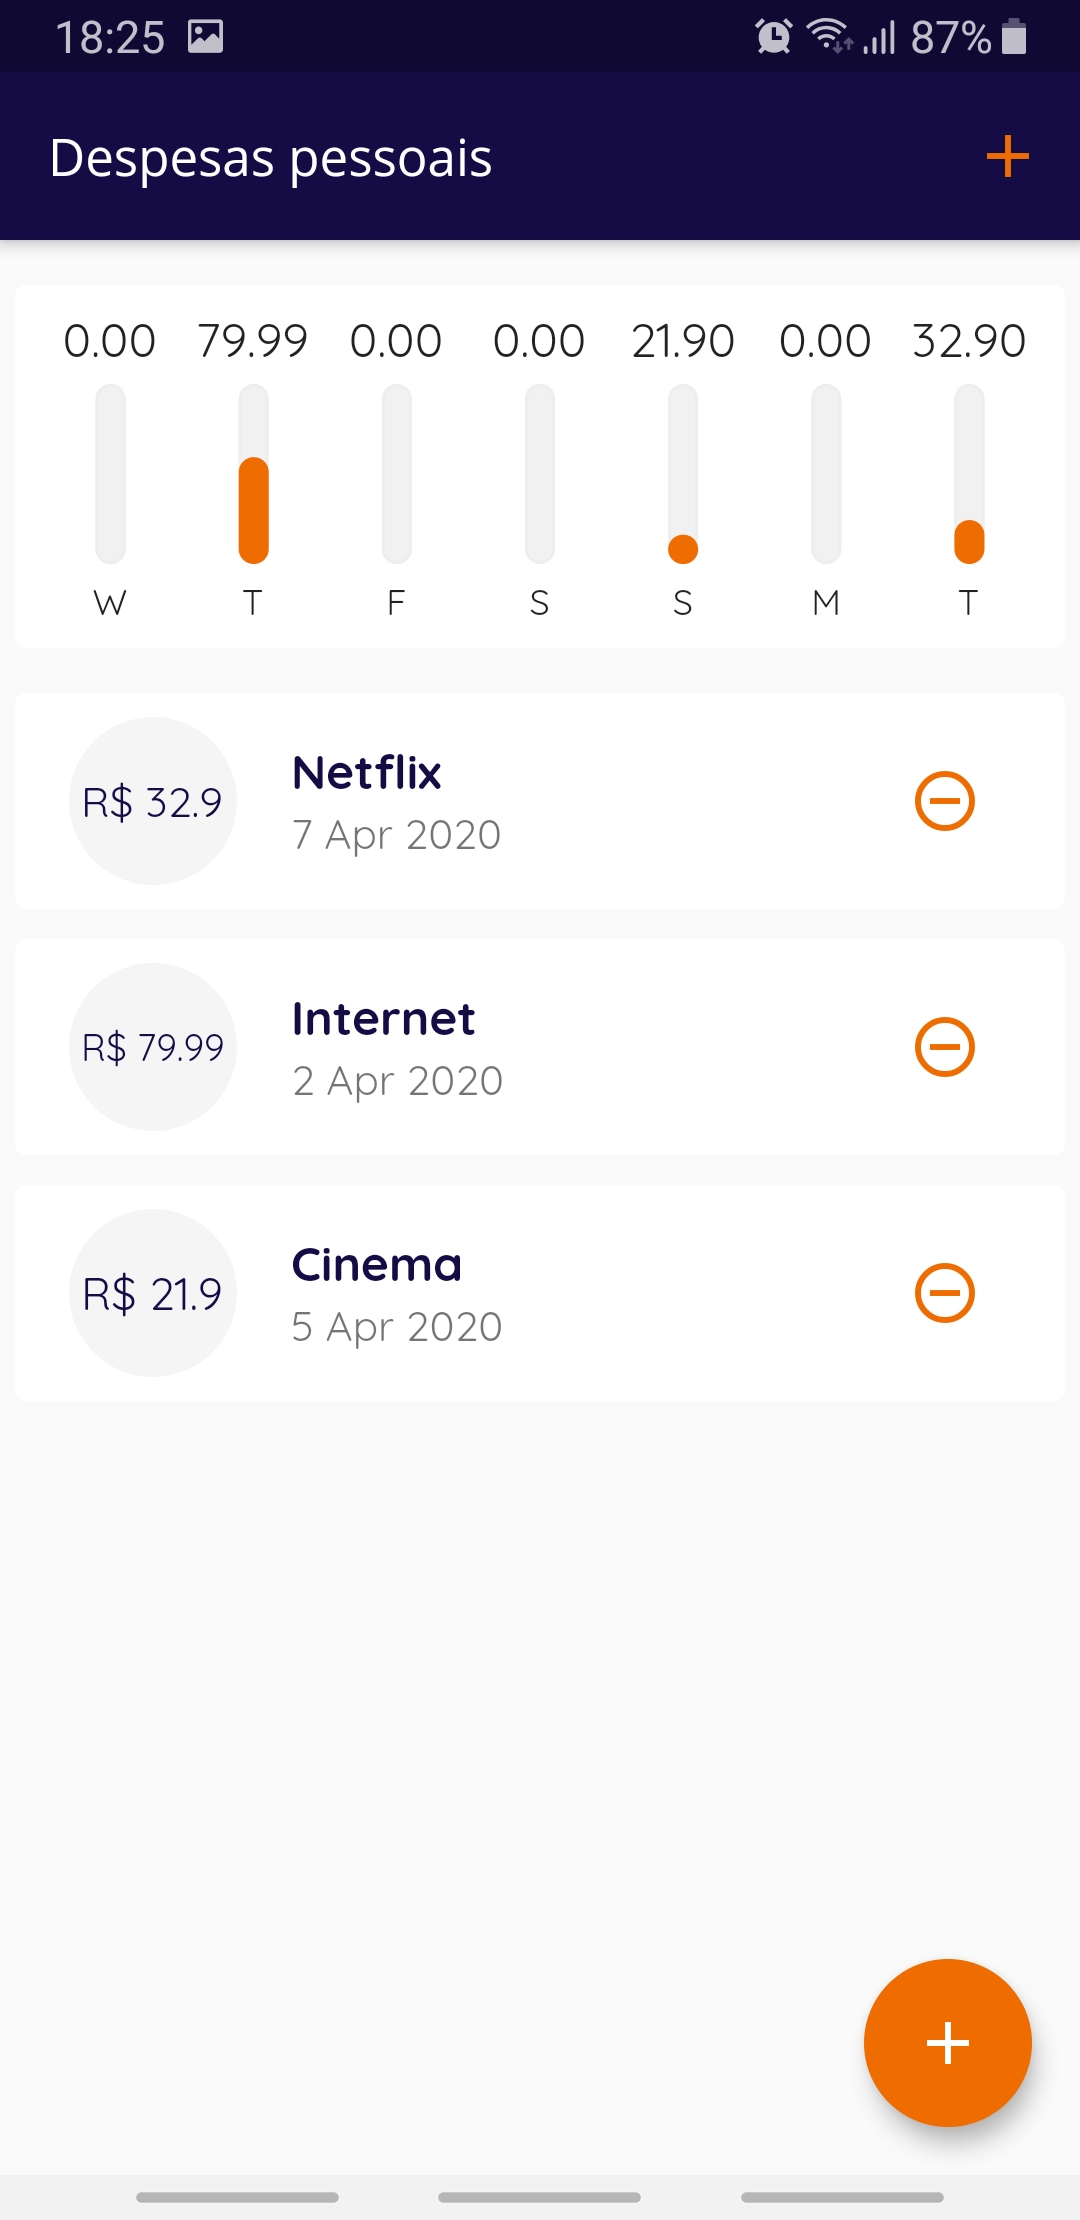 18:25 87%
Despesas pessoais
0.00 79.99 0.00 0.00 21.90 0.00 32.90
W T F S S M T
R$ 32.9
Netflix
7 Apr 2020
R$ 79.99
Internet
2 Apr 2020
R$ 21.9
Cinema
5 Apr 2020